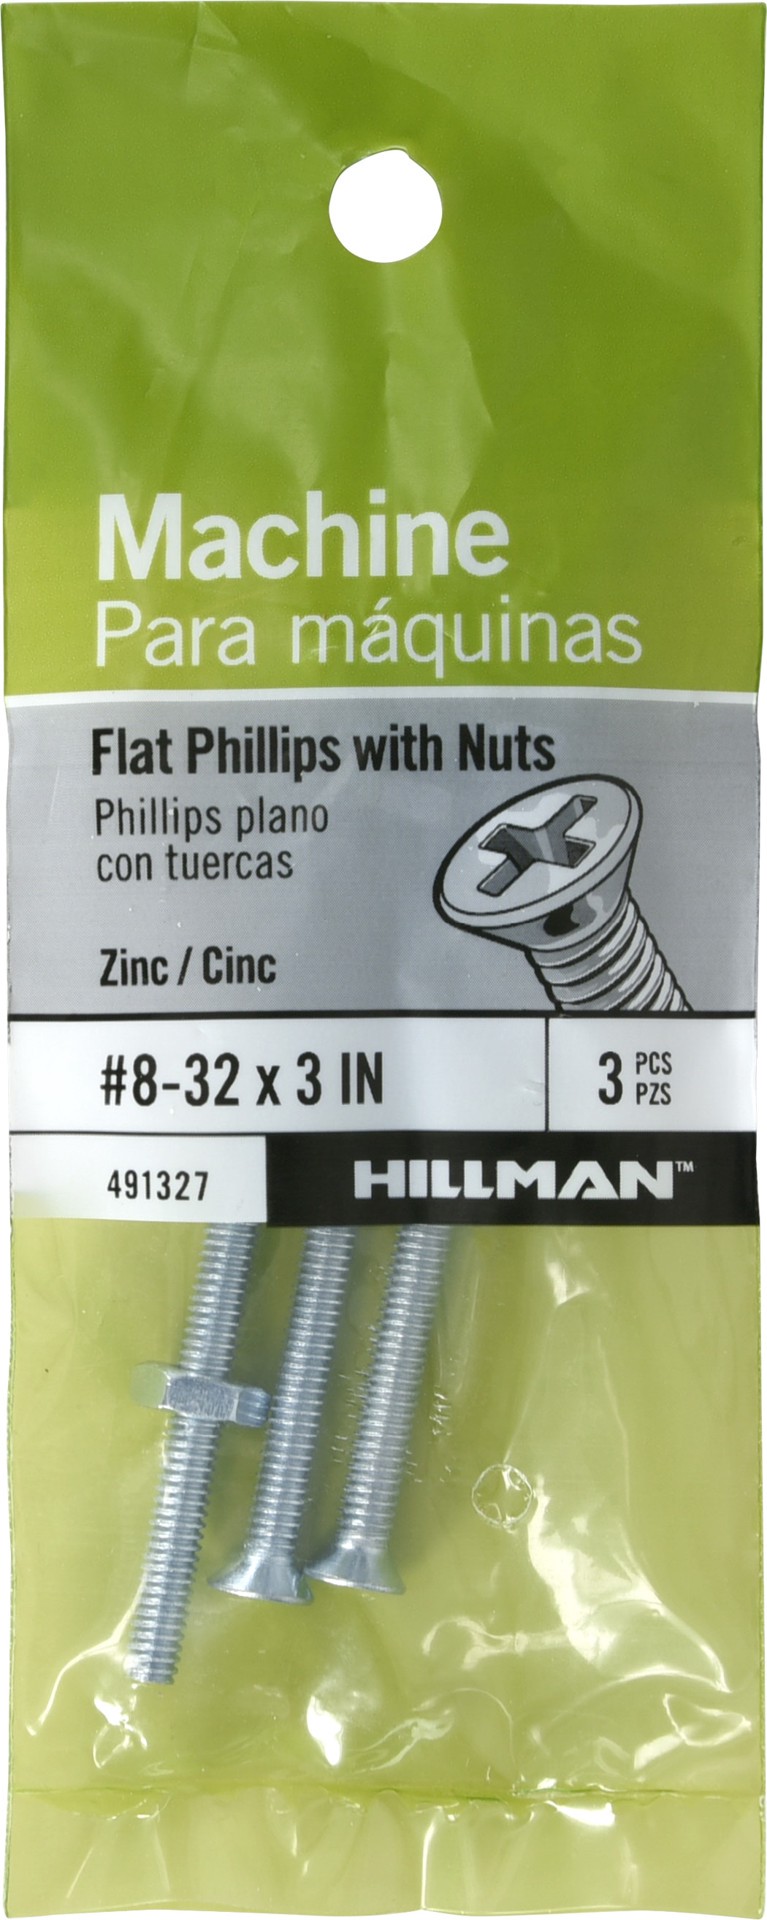 Machine
Para máquinas
Flat Phillips with Nuts
Phillips plano
con tuercas
Zinc / Cinc
#8-32 x 3 IN
3 PCS
PZS
491327
HILLMAN™